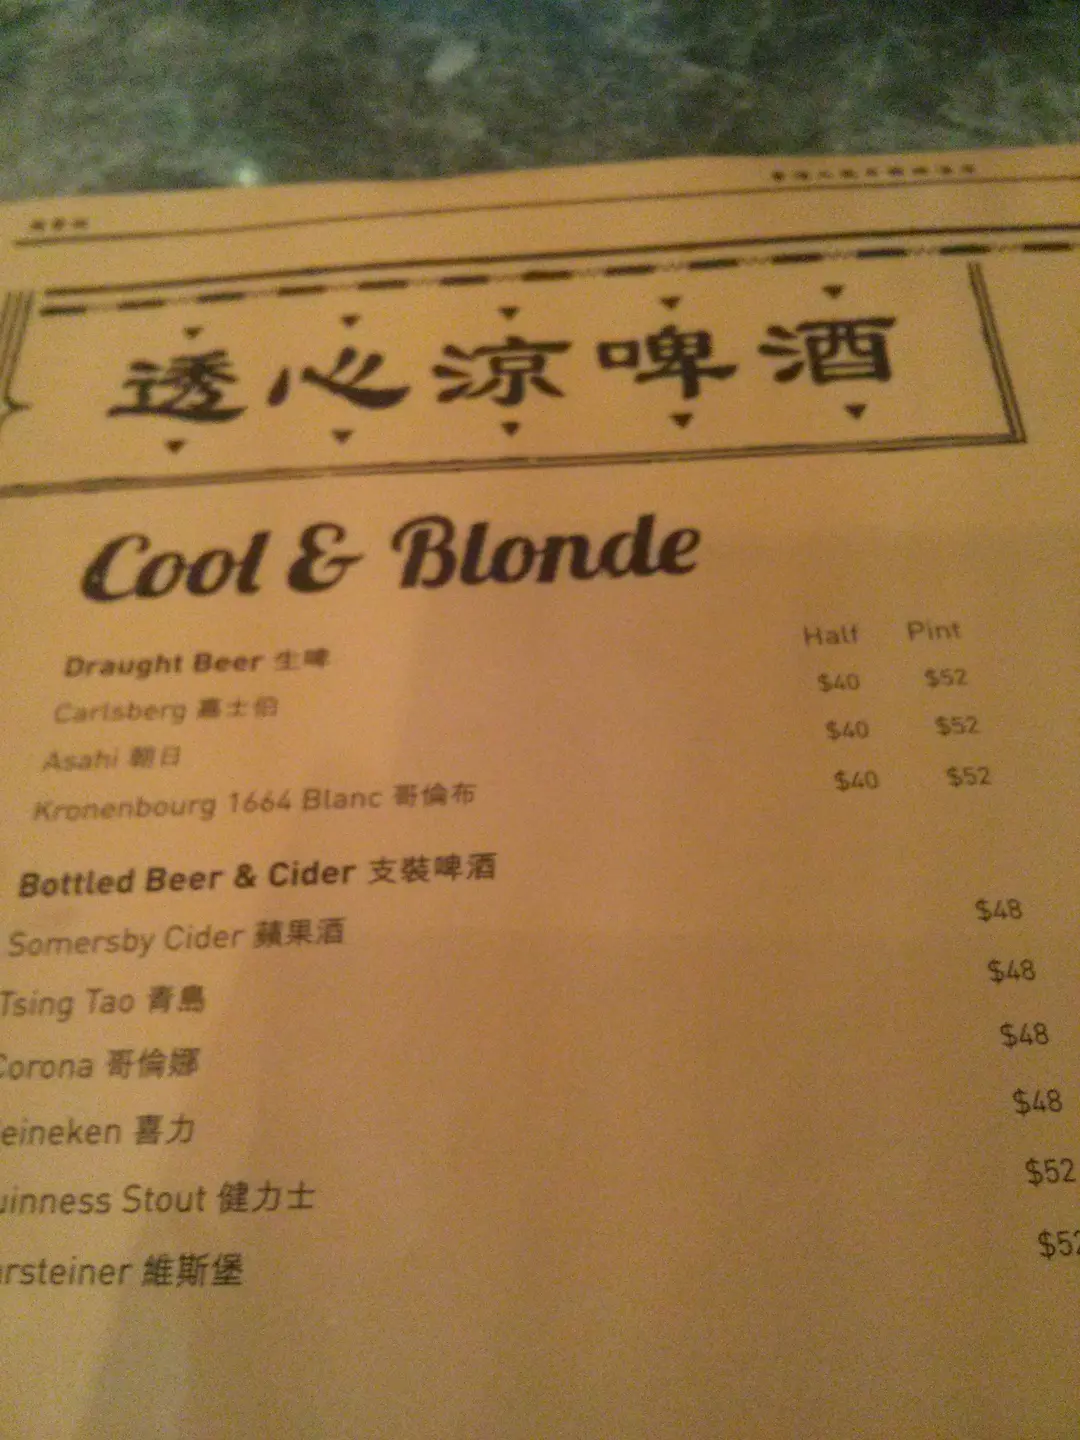 透心涼啤酒
Cool & Blonde
Half Pint
Draught Beer 生啤
Carlsberg 嘉士伯 $40 $52
Asahi 朝日 $40 $52
Kronenbourg 1664 Blanc 哥倫布 $40 $52
Bottled Beer & Cider 支裝啤酒
Somersby Cider 蘋果酒 $48
Tsing Tao 青島 $48
Corona 哥倫娜 $48
eineken 喜力 $48
uinness Stout 健力士 $52
arsteiner 維斯堡 $52